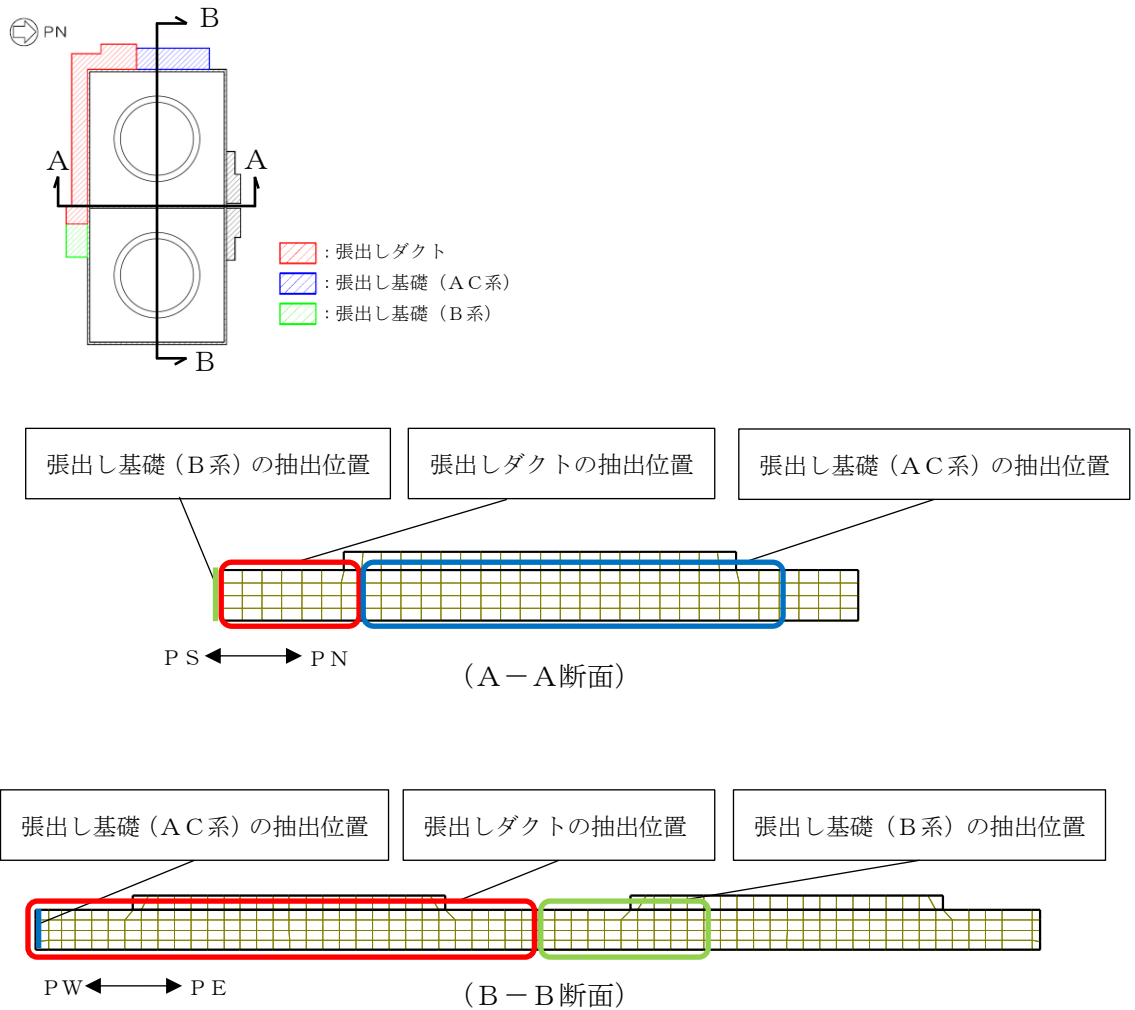 B
PN
A
A
:張出しダクト
:張出し基礎(AC系)
:張出し基礎(B系)
B
張出し基礎(B系)の抽出位置
張出しダクトの抽出位置
張出し基礎(AC系)の抽出位置
PS
PN
(A-A断面)
張出し基礎(AC系)の抽出位置
張出しダクトの抽出位置
張出し基礎(B系)の抽出位置
PW
PE
(B-B断面)